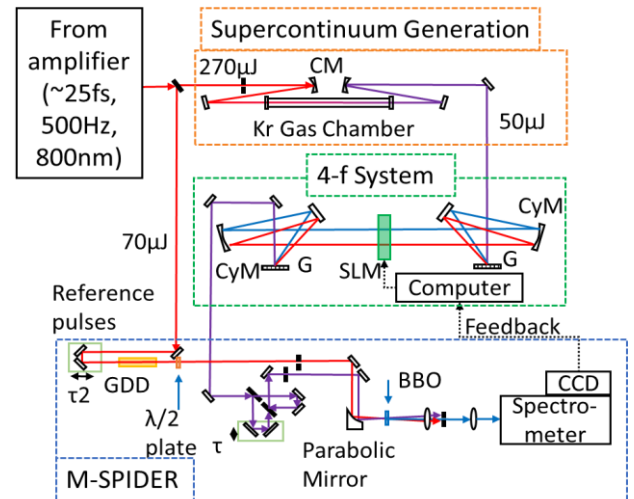 From
amplifier
(~25fs,
500Hz,
800nm)
Supercontinuum Generation
270μJ
CM
Kr Gas Chamber
50μJ
4-f System
CyM
CyM
G
SLM
G
Computer
70μJ
Feedback
Reference
pulses
τ2
GDD
λ/2
plate
τ
Parabolic
Mirror
BBO
CCD
Spectro-
meter
M-SPIDER